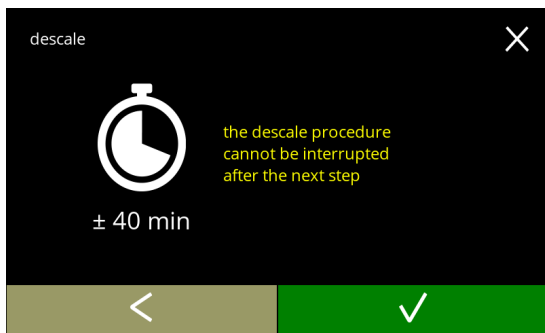 descale
the descale procedure
cannot be interrupted
after the next step
± 40 min